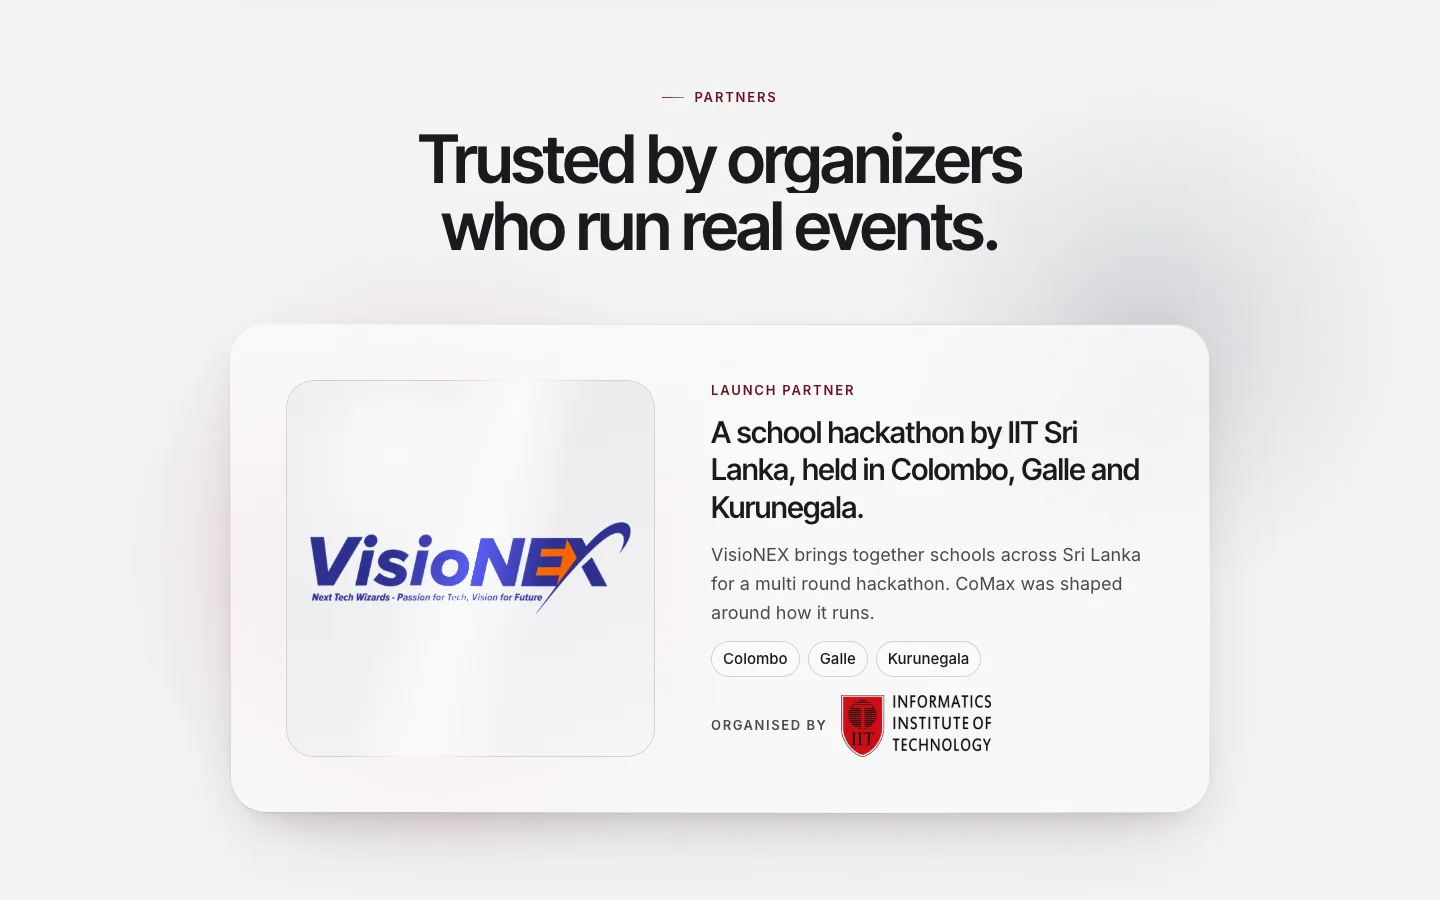 PARTNERS
Trusted by organizers
who run real events.
VisioNEX
Next Tech Wizards - Passion for Tech, Vision for Future
LAUNCH PARTNER
A school hackathon by IIT Sri
Lanka, held in Colombo, Galle and
Kurunegala.
VisioNEX brings together schools across Sri Lanka
for a multi round hackathon. CoMax was shaped
around how it runs.
Colombo Galle Kurunegala
ORGANISED BY
IIT
INFORMATICS
INSTITUTE OF
TECHNOLOGY